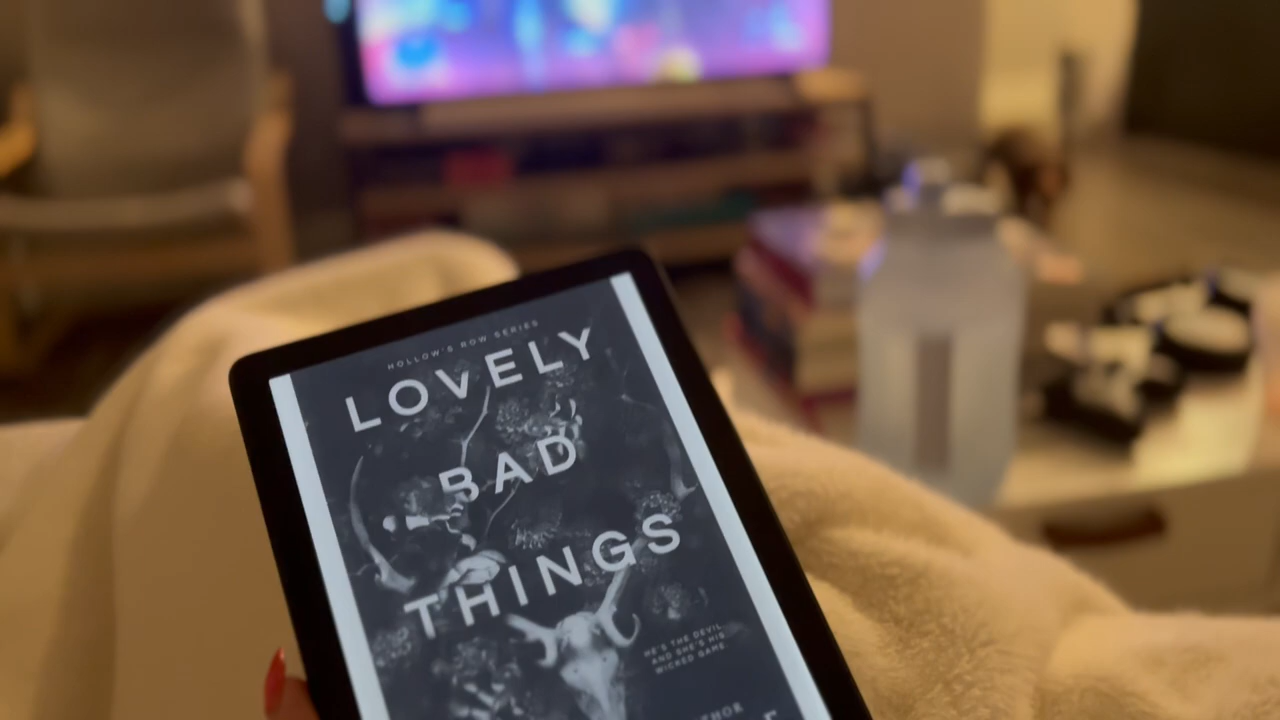 HOLLOW'S ROW SERIES
LOVELY
BAD
THINGS
HE'S THE DEVIL
AND SHE'S HIS
WICKED GAME